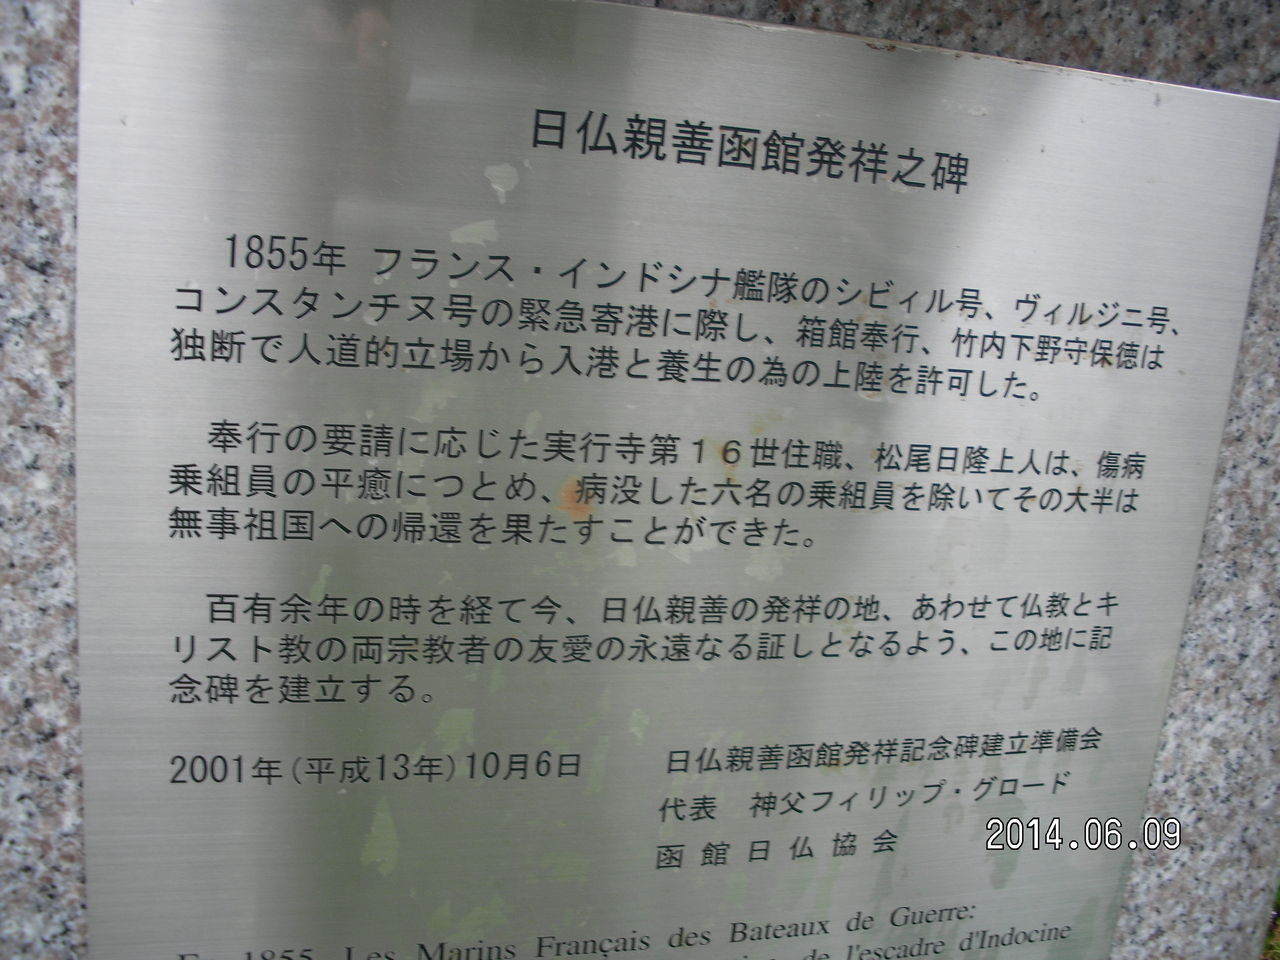 日仏親善函館発祥之碑
1855年 フランス・インドシナ艦隊のシビィル号、ヴィルジニ号、
コンスタンチヌ号の緊急寄港に際し、箱館奉行、竹内下野守保徳は
独断で人道的立場から入港と養生の為の上陸を許可した。
奉行の要請に応じた実行寺第１６世住職、松尾日隆上人は、傷病
乗組員の平癒につとめ、病没した六名の乗組員を除いてその大半は
無事祖国への帰還を果たすことができた。
百有余年の時を経て今、日仏親善の発祥の地、あわせて仏教とキ
リスト教の両宗教者の友愛の永遠なる証しとなるよう、この地に記
念碑を建立する。
2001年(平成13年)10月6日
日仏親善函館発祥記念碑建立準備会
代表 神父フィリップ・グロード
函館日仏協会
2014.06.09
1855 Les Marins Français des Bateaux de Guerre:
de l'escadre d'Indocine